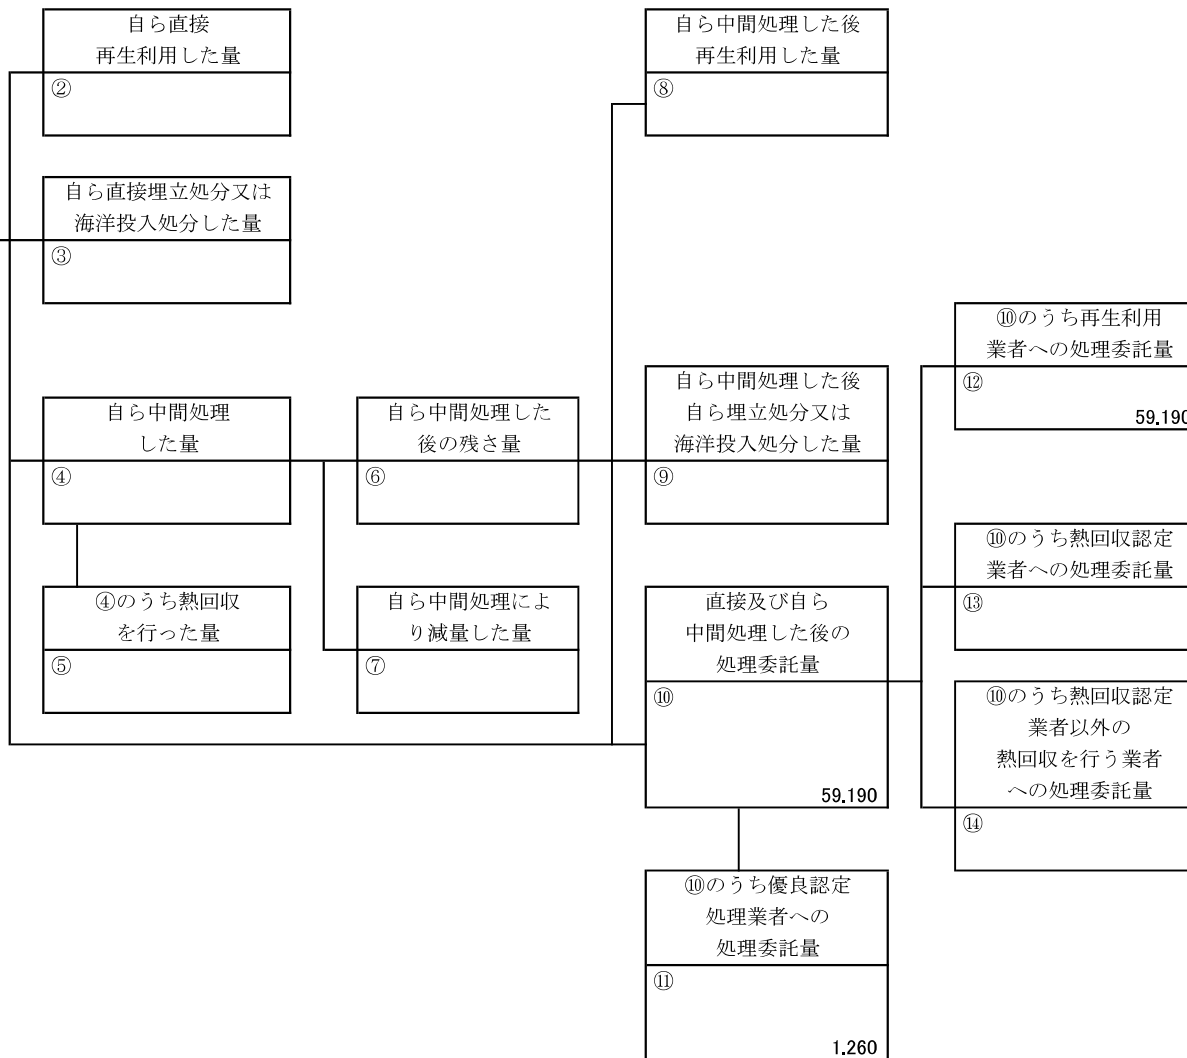 自ら直接
再生利用した量
②
自ら中間処理した後
再生利用した量
⑧
自ら直接埋立処分又は
海洋投入処分した量
③
⑩のうち再生利用
業者への処理委託量
⑫
59.190
自ら中間処理
した量
④
自ら中間処理した
後の残さ量
⑥
自ら中間処理した後
自ら埋立処分又は
海洋投入処分した量
⑨
⑩のうち熱回収認定
業者への処理委託量
⑬
④のうち熱回収
を行った量
⑤
自ら中間処理によ
り減量した量
⑦
直接及び自ら
中間処理した後の
処理委託量
⑩
59.190
⑩のうち熱回収認定
業者以外の
熱回収を行う業者
への処理委託量
⑭
⑩のうち優良認定
処理業者への
処理委託量
⑪
1.260